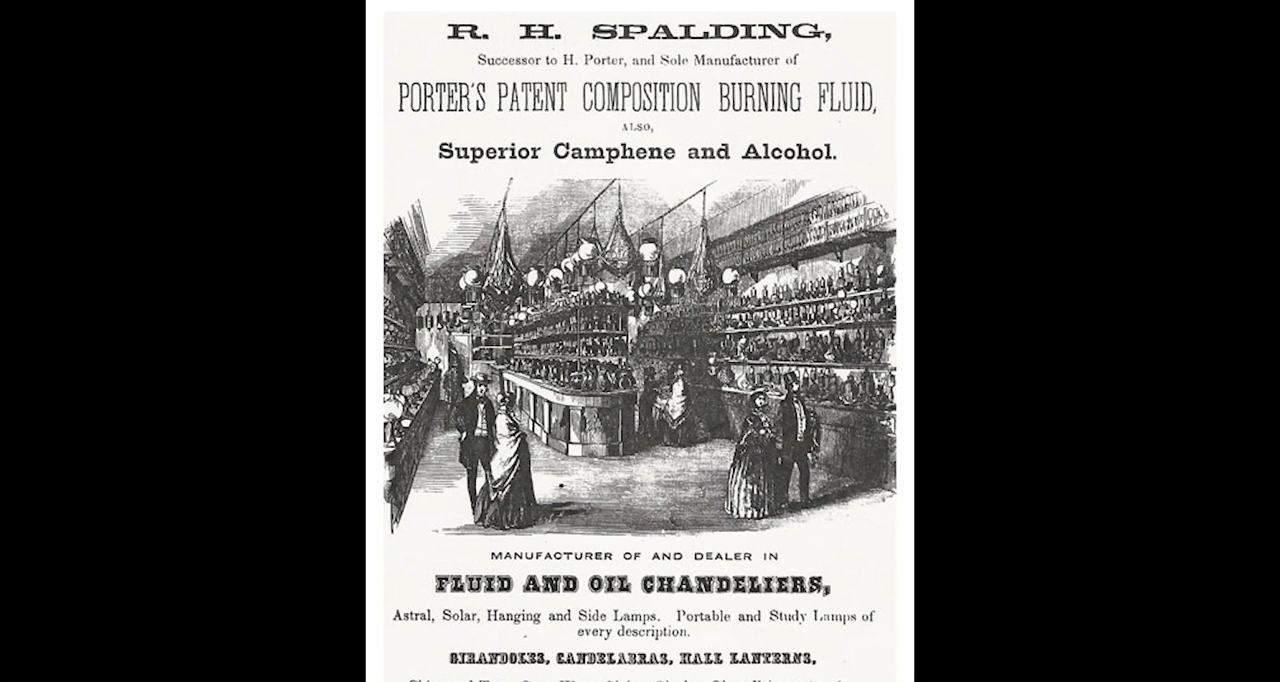 R. H. SPALDING,
Successor to H. Porter, and Sole Manufacturer of
PORTER'S PATENT COMPOSITION BURNING FLUID,
ALSO,
Superior Camphene and Alcohol.
MANUFACTURER OF AND DEALER IN
FLUID AND OIL CHANDELIERS,
Astral, Solar, Hanging and Side Lamps. Portable and Study Lamps of
every description.
GIRANDOLES, CANDELABRAS, HALL LANTERNS,